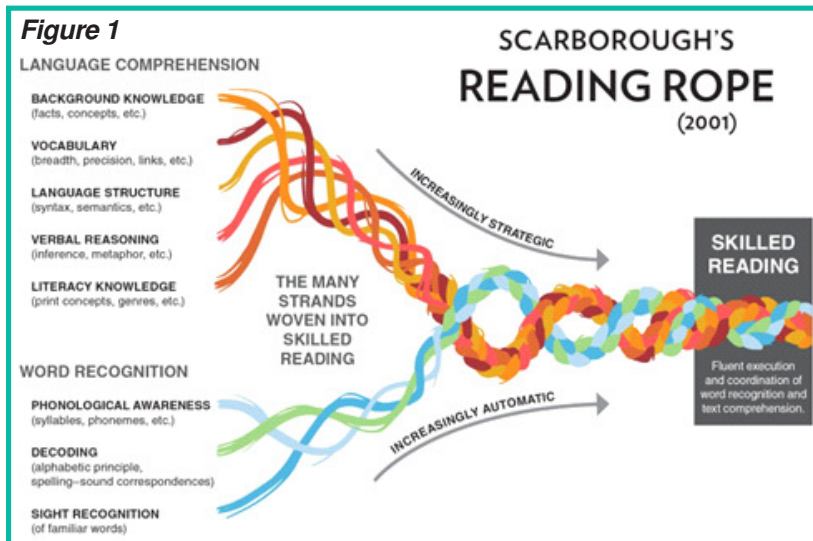 Figure 1
SCARBOROUGH'S
READING ROPE
(2001)
LANGUAGE COMPREHENSION
BACKGROUND KNOWLEDGE
(facts, concepts, etc.)
VOCABULARY
(breadth, precision, links, etc.)
LANGUAGE STRUCTURE
(syntax, semantics, etc.)
VERBAL REASONING
(inference, metaphor, etc.)
LITERACY KNOWLEDGE
(print concepts, genres, etc.)
THE MANY
STRANDS
WOVEN INTO
SKILLED
READING
WORD RECOGNITION
PHONOLOGICAL AWARENESS
(syllables, phonemes, etc.)
DECODING
(alphabetic principle,
spelling–sound correspondences)
SIGHT RECOGNITION
(of familiar words)
INCREASINGLY STRATEGIC
INCREASINGLY AUTOMATIC
SKILLED
READING
Fluent execution
and coordination of
word recognition and
text comprehension.